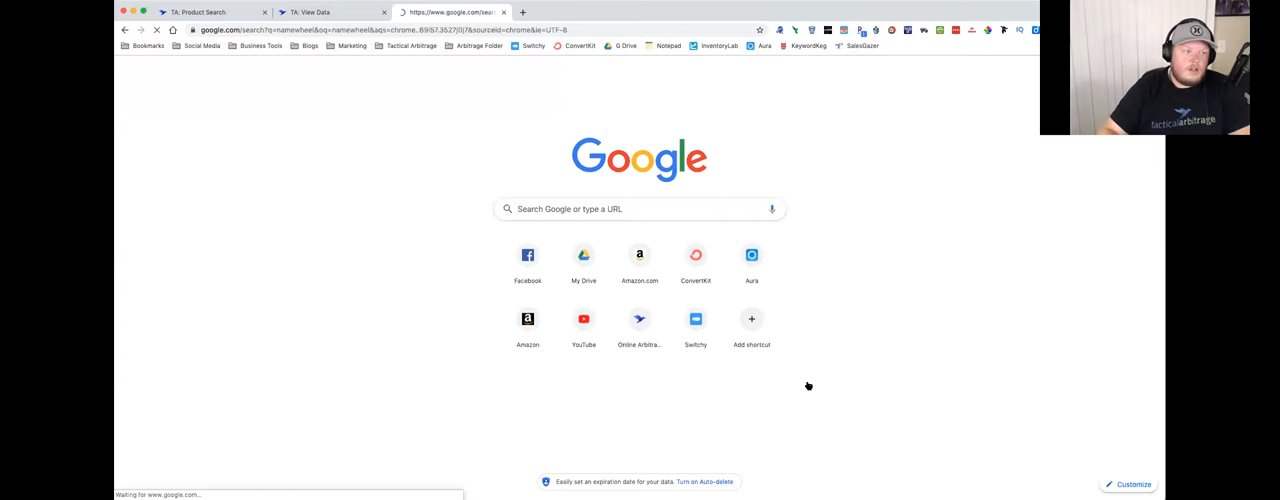 TA: Product Search
TA: View Data
https://www.google.com/sear
google.com/search?q=namewheel&oq=namewheel&aqs=chrome..69i57.3527j0j7&sourceid=chrome&ie=UTF-8
Bookmarks Social Media Business Tools Blogs Marketing Tactical Arbitrage Arbitrage Folder Switchy ConvertKit G Drive Notepad InventoryLab Aura KeywordKeg SalesGazer
tacticalarbitrage
Google
Search Google or type a URL
Facebook My Drive Amazon.com ConvertKit Aura
Amazon YouTube Online Arbitra... Switchy Add shortcut
Easily set an expiration date for your data. Turn on Auto-delete
Customize
Waiting for www.google.com...